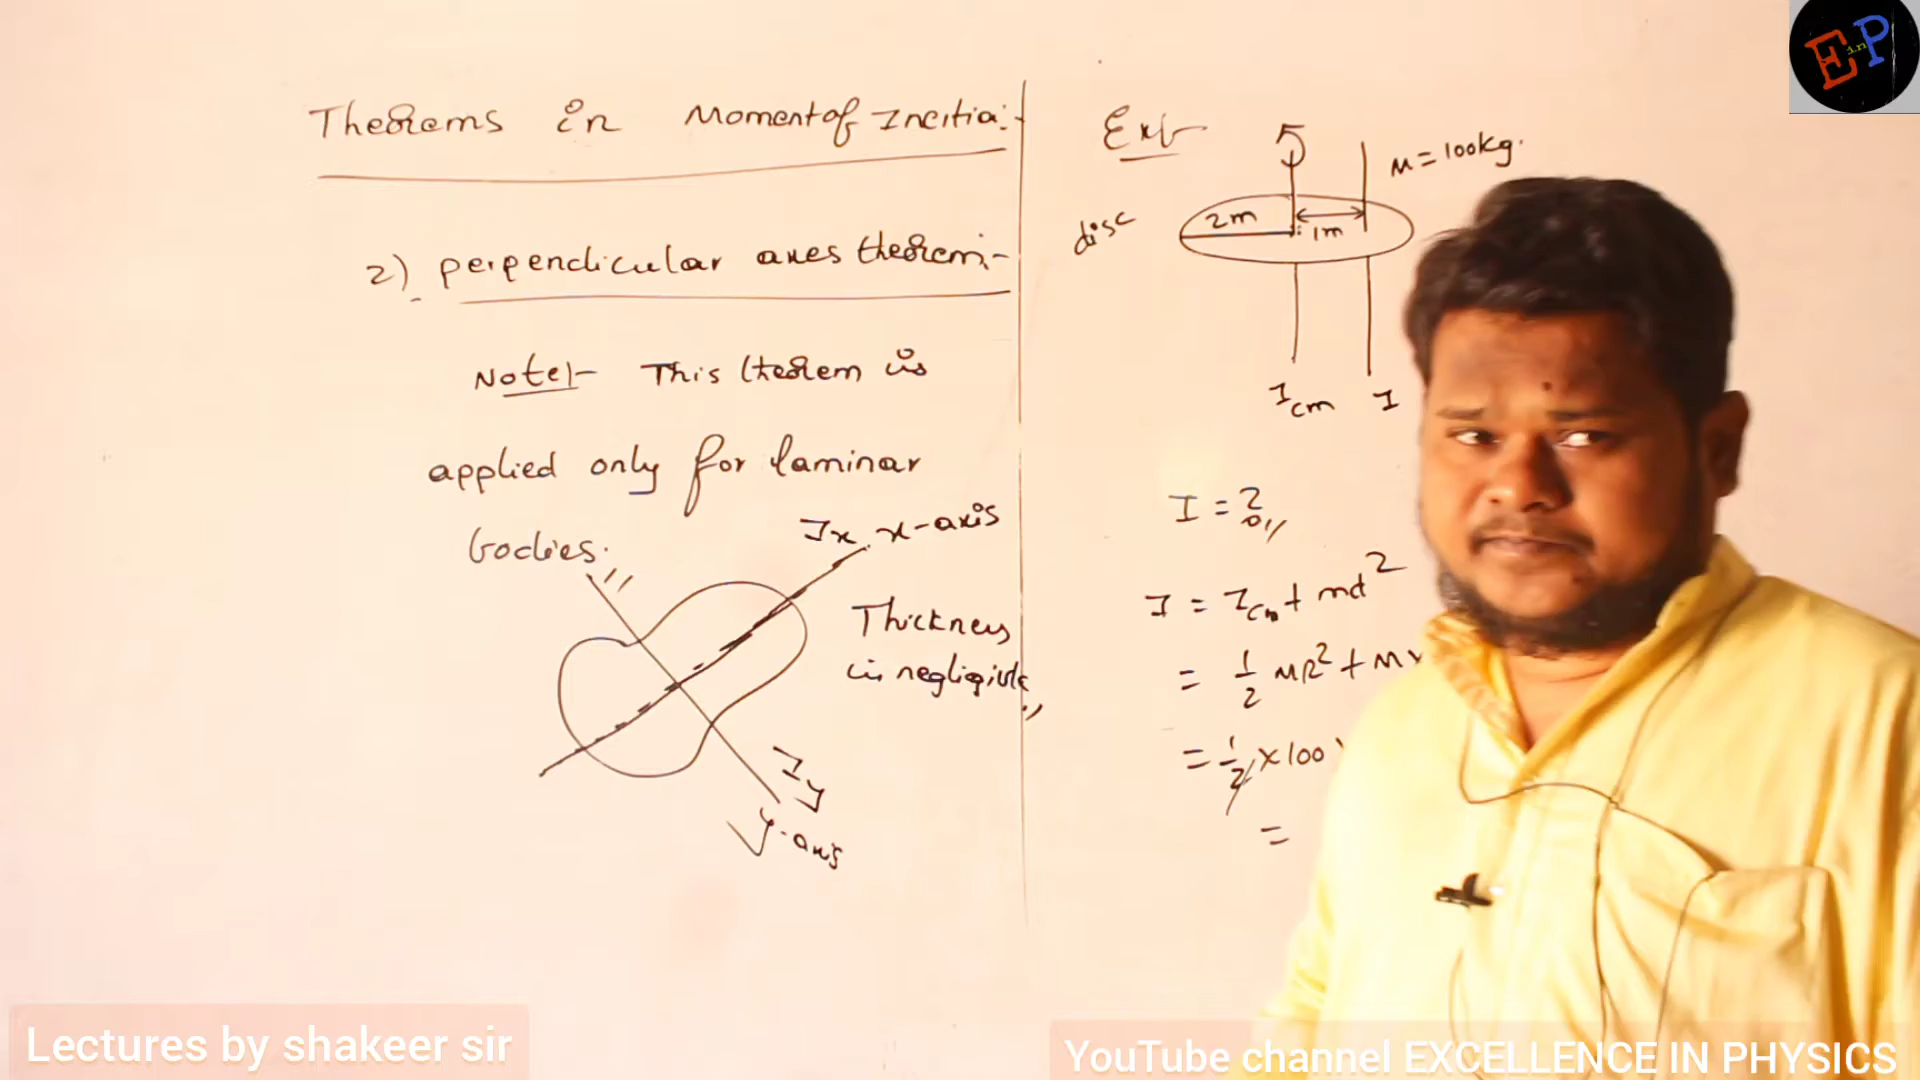 Theorems in Moment of Inertia:-
2) perpendicular axes theorem:-
Note:- This theorem is
applied only for laminar
bodies.
Ix x-axis
Thickness
is negligible
Iy
y-axis
Ex:-
M = 100kg.
disc
2m
1m
Icm I
I = ?
I = Icm + md²
= 1/2 MR² + M
= 1/2 × 100
=
E in P
Lectures by shakeer sir
YouTube channel EXCELLENCE IN PHYSICS